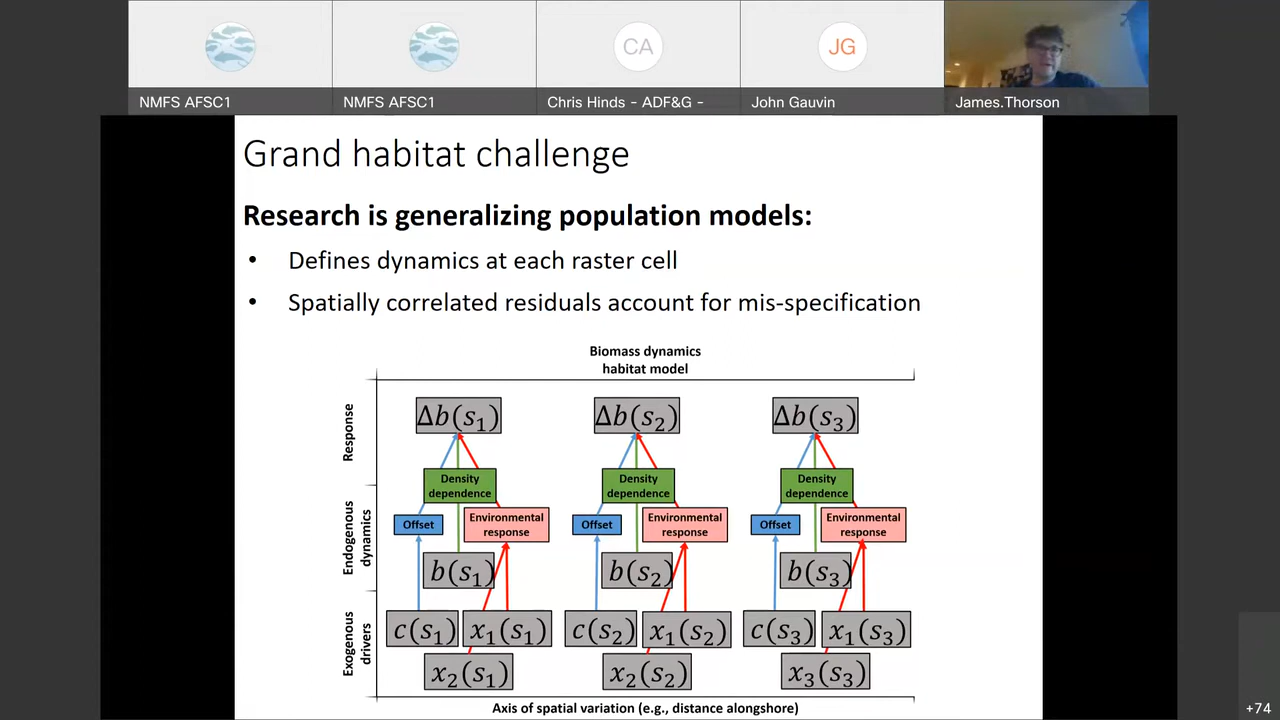 CA
JG
NMFS AFSC1
NMFS AFSC1
Chris Hinds - ADF&G -
John Gauvin
James.Thorson
Grand habitat challenge
Research is generalizing population models:
• Defines dynamics at each raster cell
• Spatially correlated residuals account for mis-specification
Biomass dynamics
habitat model
Response
Δb(s₁)
Δb(s₂)
Δb(s₃)
Density
dependence
Density
dependence
Density
dependence
Endogenous
dynamics
Offset
Environmental
response
Offset
Environmental
response
Offset
Environmental
response
b(s₁)
b(s₂)
b(s₃)
Exogenous
drivers
c(s₁)
x₁(s₁)
c(s₂)
x₁(s₂)
c(s₃)
x₁(s₃)
x₂(s₁)
x₂(s₂)
x₃(s₃)
Axis of spatial variation (e.g., distance alongshore)
+74